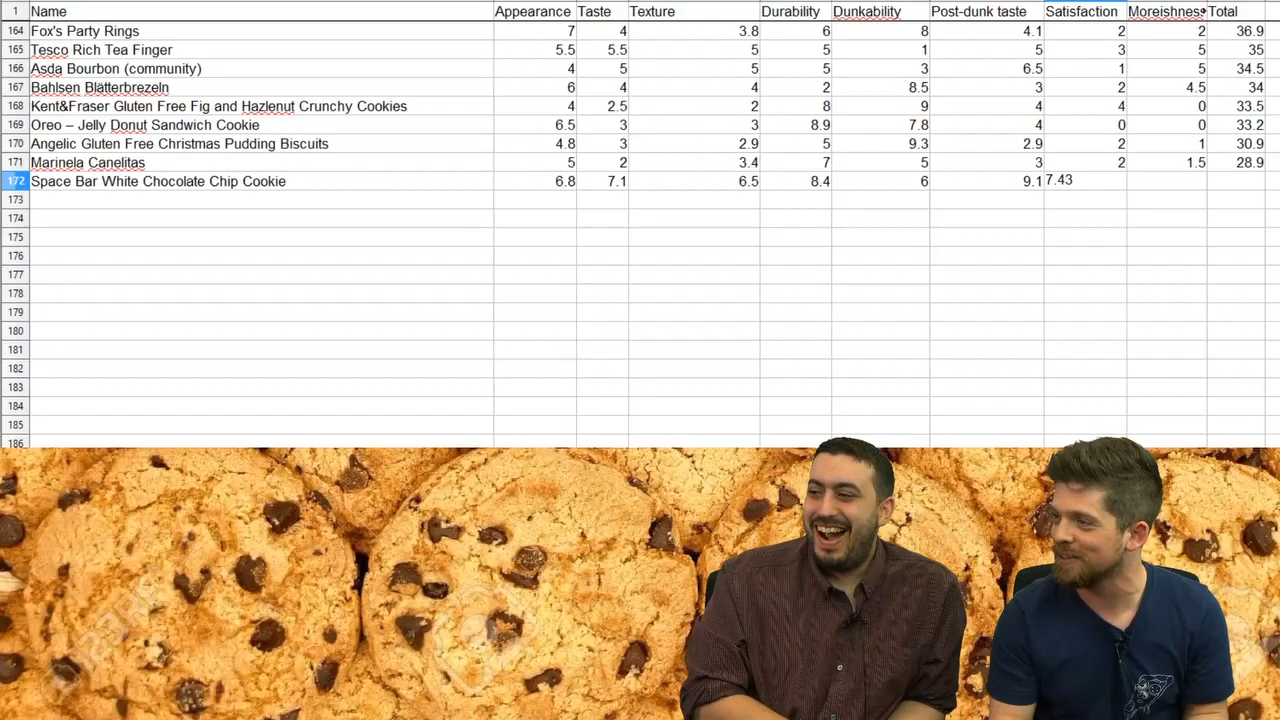 1 Name Appearance Taste Texture Durability Dunkability Post-dunk taste Satisfaction Moreishness Total
164 Fox's Party Rings 7 4 3.8 6 8 4.1 2 2 36.9
165 Tesco Rich Tea Finger 5.5 5.5 5 5 1 5 3 5 35
166 Asda Bourbon (community) 4 5 5 5 3 6.5 1 5 34.5
167 Bahlsen Blätterbrezeln 6 4 4 2 8.5 3 2 4.5 34
168 Kent&Fraser Gluten Free Fig and Hazlenut Crunchy Cookies 4 2.5 2 8 9 4 4 0 33.5
169 Oreo – Jelly Donut Sandwich Cookie 6.5 3 3 8.9 7.8 4 0 0 33.2
170 Angelic Gluten Free Christmas Pudding Biscuits 4.8 3 2.9 5 9.3 2.9 2 1 30.9
171 Marinela Canelitas 5 2 3.4 7 5 3 2 1.5 28.9
172 Space Bar White Chocolate Chip Cookie 6.8 7.1 6.5 8.4 6 9.1 7.43
173
174
175
176
177
178
179
180
181
182
183
184
185
186
123RF